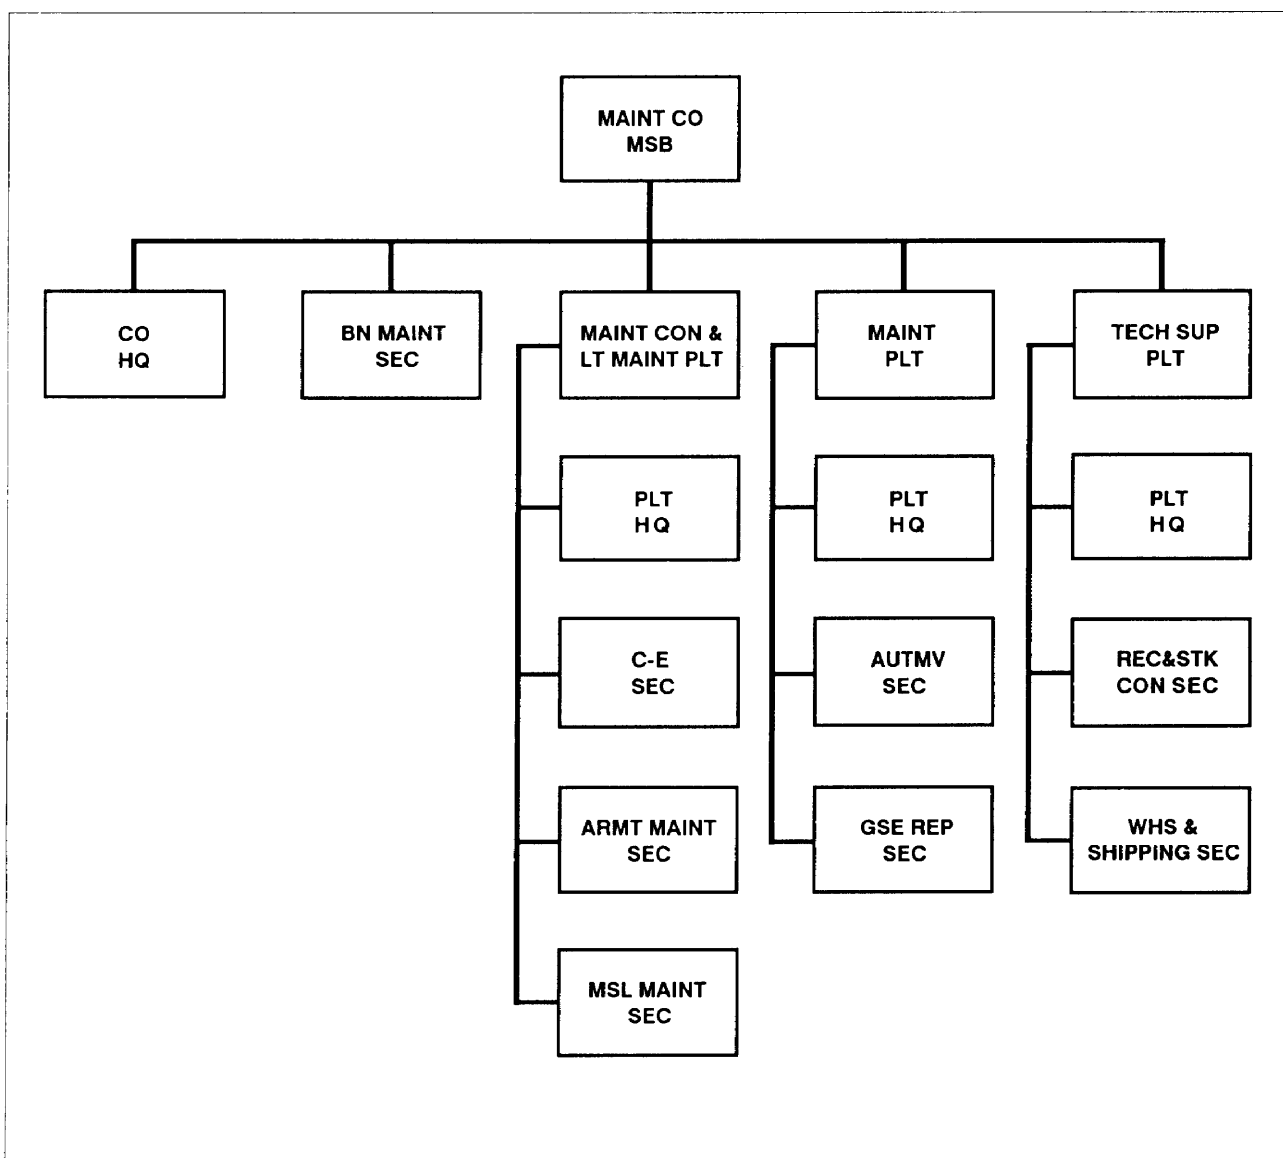 MAINT CO
MSB
CO
HQ
BN MAINT
SEC
MAINT CON &
LT MAINT PLT
MAINT
PLT
TECH SUP
PLT
PLT
HQ
PLT
HQ
PLT
HQ
C-E
SEC
AUTMV
SEC
REC&STK
CON SEC
ARMT MAINT
SEC
GSE REP
SEC
WHS &
SHIPPING SEC
MSL MAINT
SEC